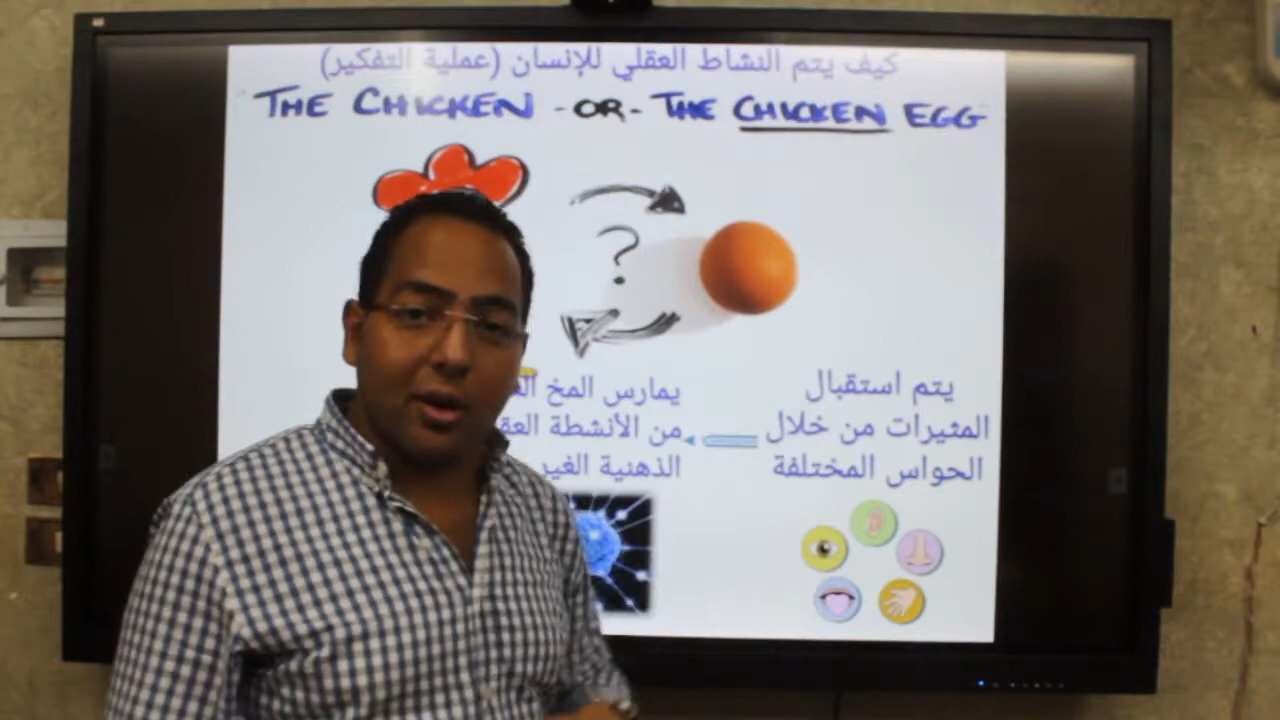 كيف يتم النشاط العقلي للإنسان (عملية التفكير)
THE CHICKEN - OR - THE CHICKEN EGG
?
يتم استقبال
المثيرات من خلال
الحواس المختلفة
يمارس المخ
من الأنشطة
الذهنية الغير